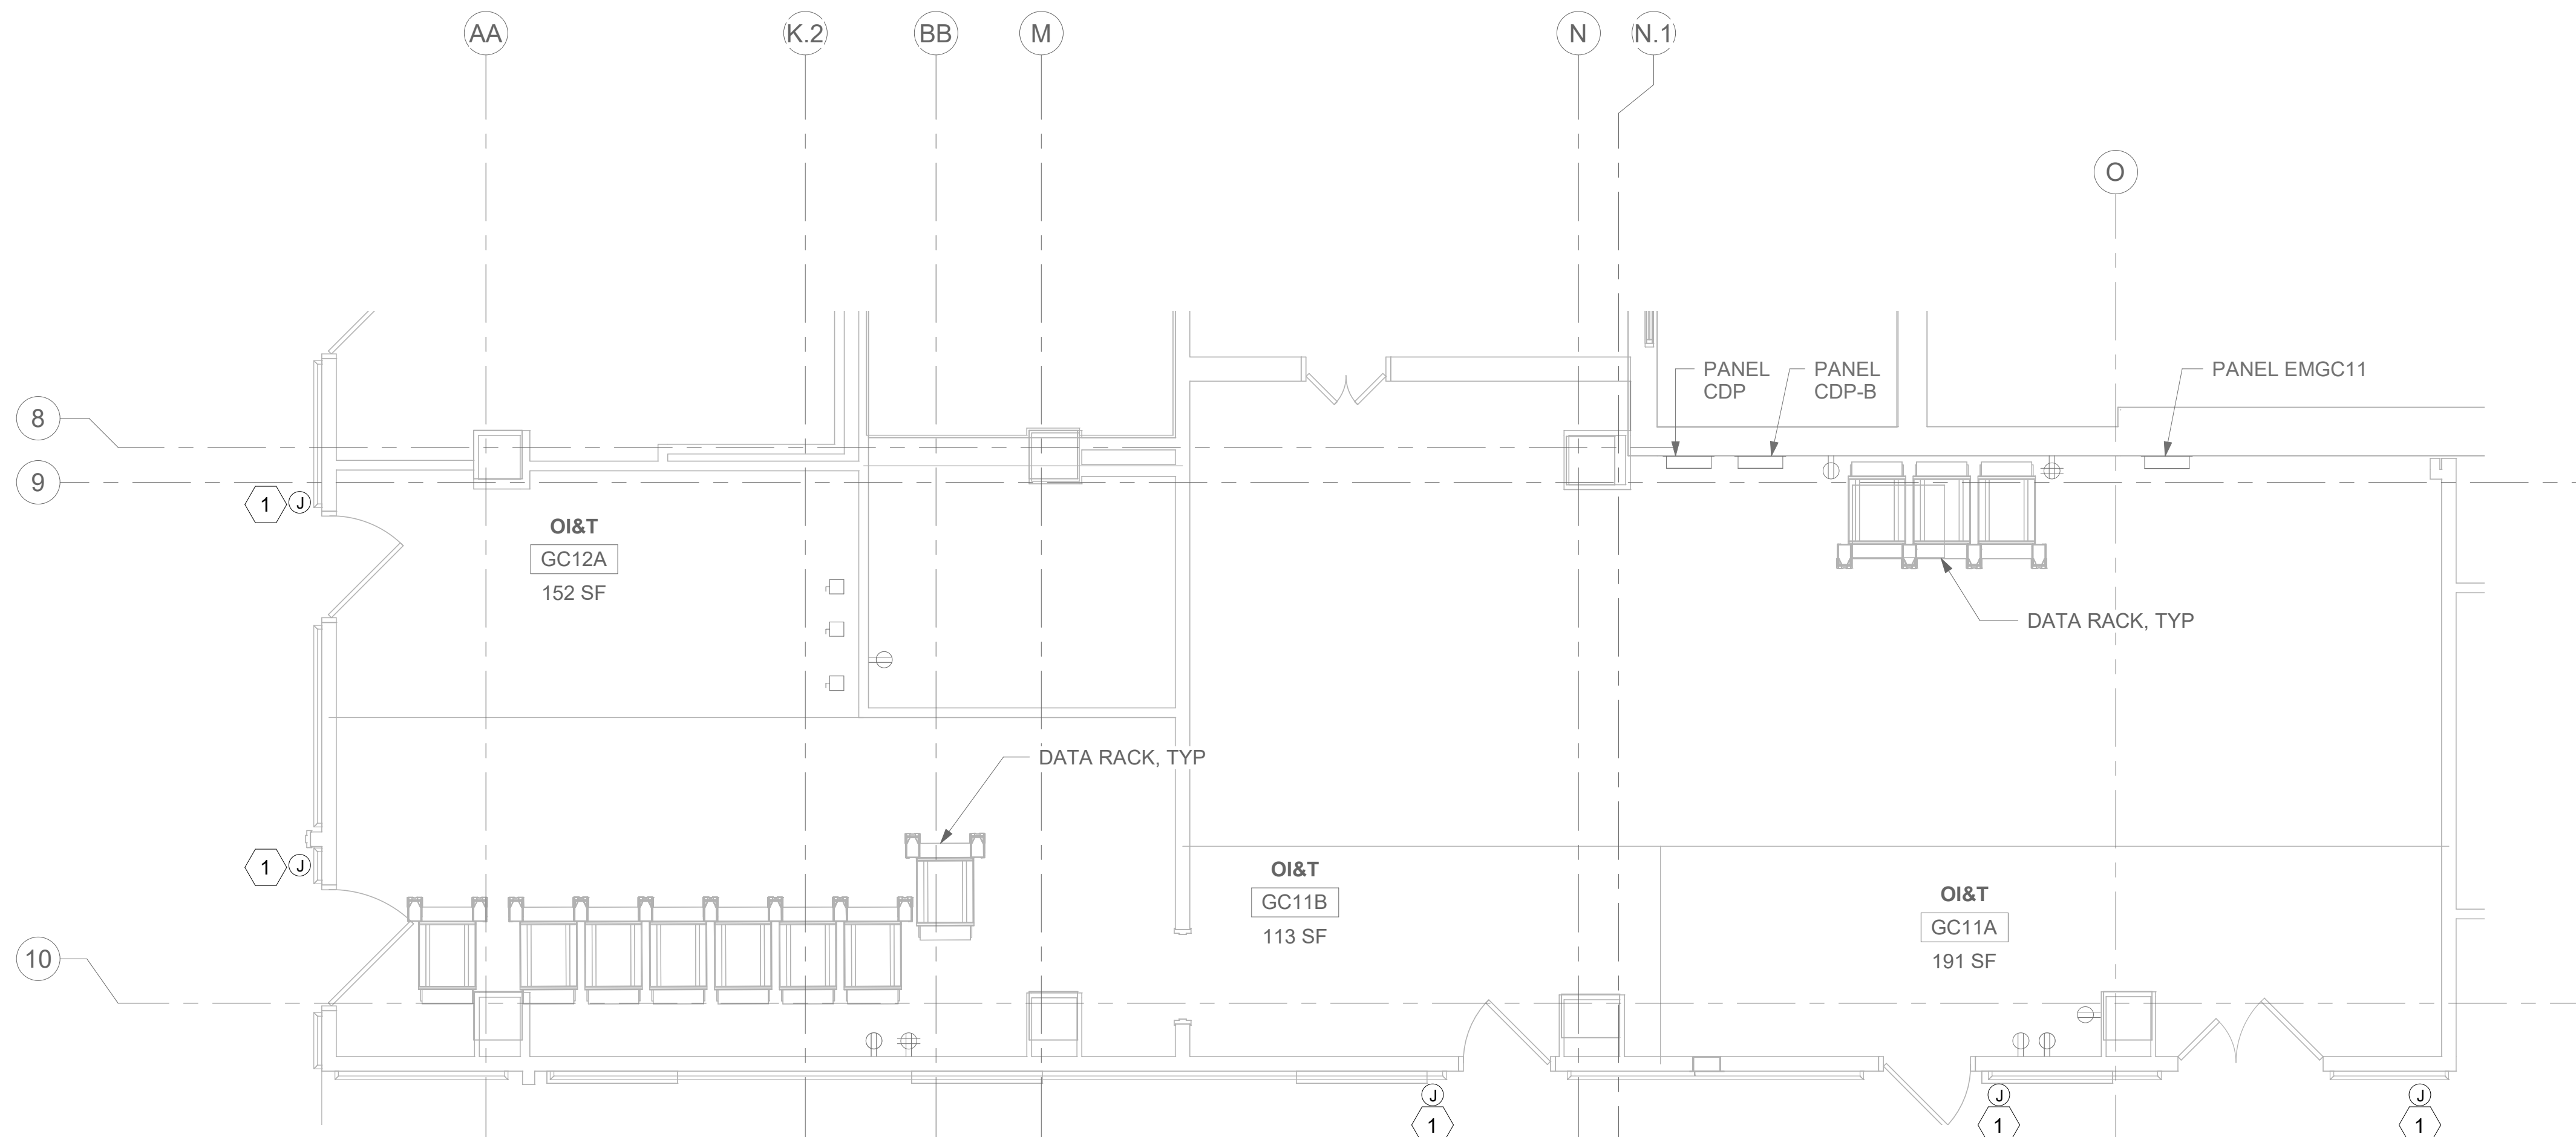 AA
K.2
BB
M
N
N.1
O
PANEL
CDP
PANEL
CDP-B
PANEL EMGC11
8
9
1
J
OI&T
GC12A
152 SF
DATA RACK, TYP
DATA RACK, TYP
1
J
OI&T
GC11B
113 SF
OI&T
GC11A
191 SF
10
J
1
J
1
J
1